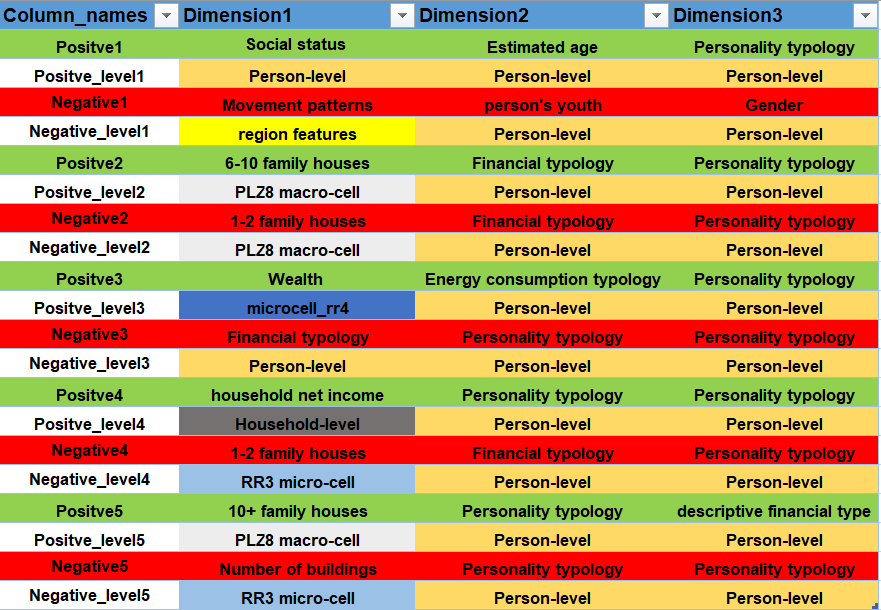 Column_names Dimension1 Dimension2 Dimension3
Positve1 Social status Estimated age Personality typology
Positve_level1 Person-level Person-level Person-level
Negative1 Movement patterns person's youth Gender
Negative_level1 region features Person-level Person-level
Positve2 6-10 family houses Financial typology Personality typology
Positve_level2 PLZ8 macro-cell Person-level Person-level
Negative2 1-2 family houses Financial typology Personality typology
Negative_level2 PLZ8 macro-cell Person-level Person-level
Positve3 Wealth Energy consumption typology Personality typology
Positve_level3 microcell_rr4 Person-level Person-level
Negative3 Financial typology Personality typology Personality typology
Negative_level3 Person-level Person-level Person-level
Positve4 household net income Personality typology Personality typology
Positve_level4 Household-level Person-level Person-level
Negative4 1-2 family houses Financial typology Personality typology
Negative_level4 RR3 micro-cell Person-level Person-level
Positve5 10+ family houses Personality typology descriptive financial type
Positve_level5 PLZ8 macro-cell Person-level Person-level
Negative5 Number of buildings Personality typology Personality typology
Negative_level5 RR3 micro-cell Person-level Person-level